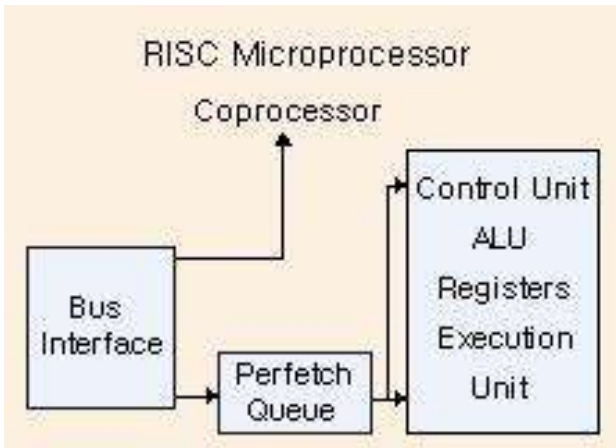 RISC Microprocessor
Coprocessor
Bus
Interface
Perfetch
Queue
Control Unit
ALU
Registers
Execution
Unit